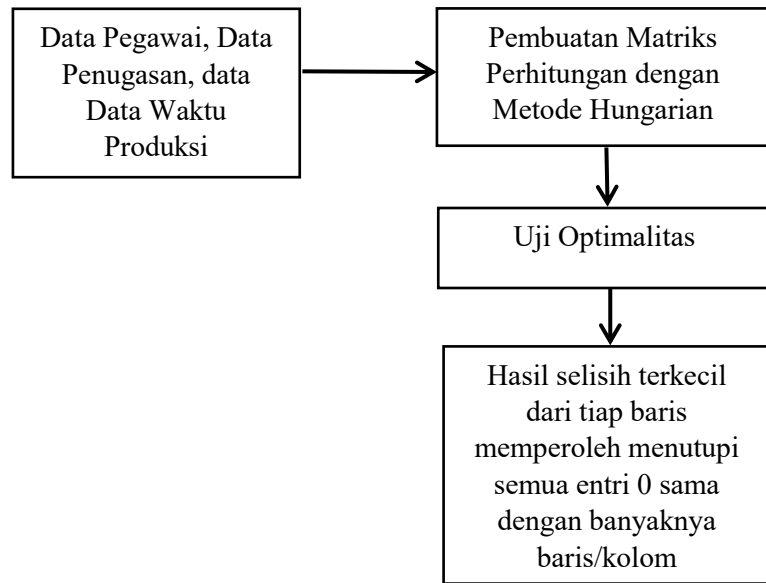 Data Pegawai, Data
Penugasan, data
Data Waktu
Produksi
Pembuatan Matriks
Perhitungan dengan
Metode Hungarian
Uji Optimalitas
Hasil selisih terkecil
dari tiap baris
memperoleh menutupi
semua entri 0 sama
dengan banyaknya
baris/kolom